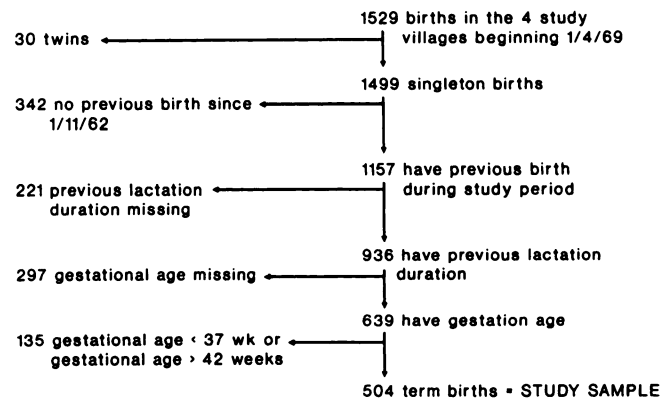 1529 births in the 4 study
villages beginning 1/4/69
30 twins
1499 singleton births
342 no previous birth since
1/11/62
1157 have previous birth
during study period
221 previous lactation
duration missing
936 have previous lactation
duration
297 gestational age missing
639 have gestation age
135 gestational age < 37 wk or
gestational age > 42 weeks
504 term births = STUDY SAMPLE